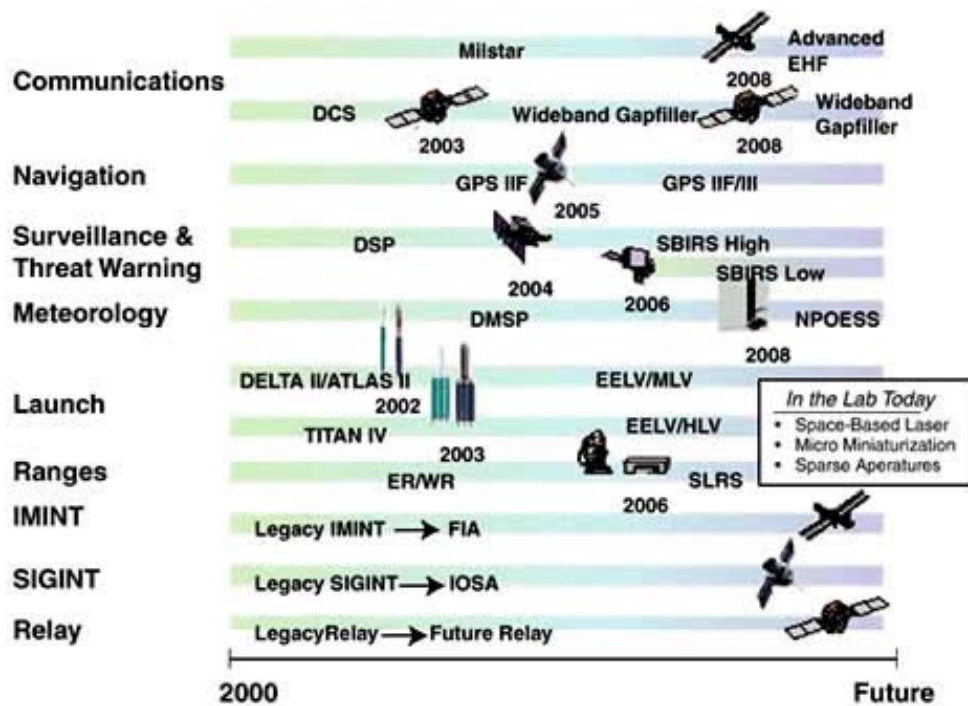 Communications
Milstar
2008
Advanced
EHF
DCS
2003
Wideband Gapfiller
2008
Wideband
Gapfiller
Navigation
GPS IIF
2005
GPS IIF/III
Surveillance &
Threat Warning
DSP
2004
SBIRS High
2006
SBIRS Low
Meteorology
DMSP
2008
NPOESS
Launch
DELTA II/ATLAS II
2002
EELV/MLV
TITAN IV
2003
EELV/HLV
Ranges
ER/WR
2006
SLRS
In the Lab Today
• Space-Based Laser
• Micro Miniaturization
• Sparse Aperatures
IMINT
Legacy IMINT → FIA
SIGINT
Legacy SIGINT → IOSA
Relay
LegacyRelay → Future Relay
2000
Future